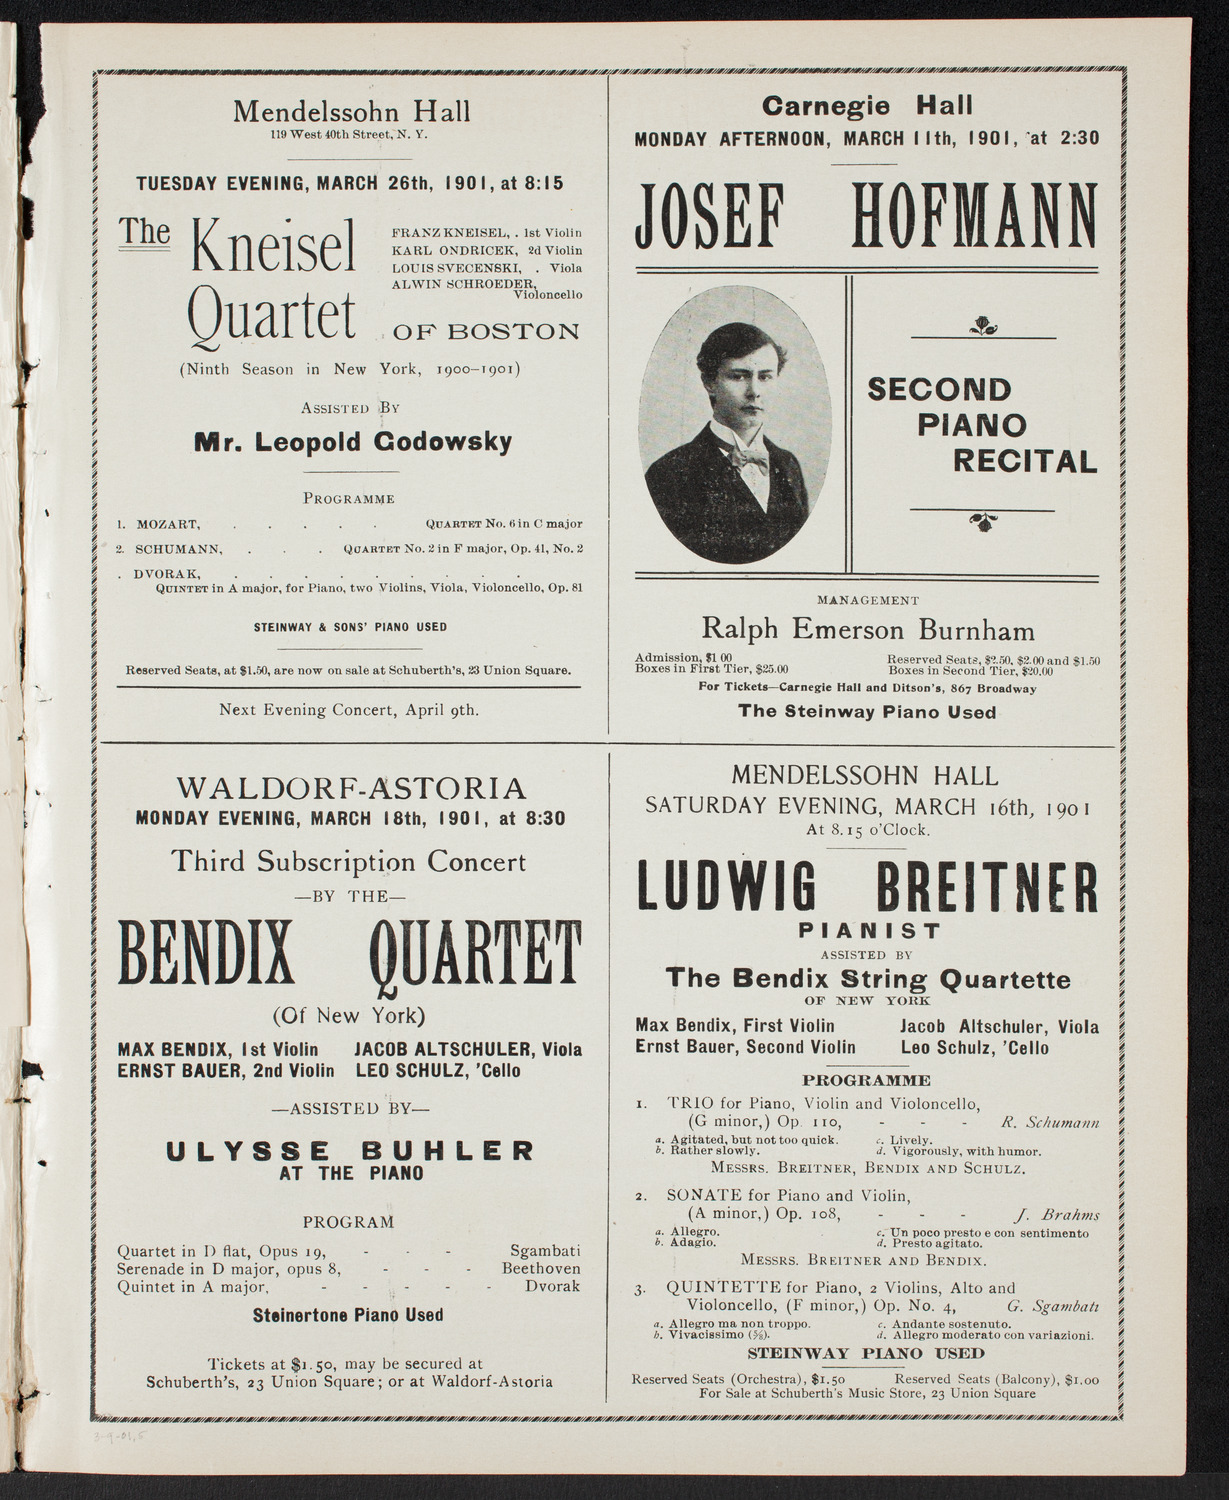 Mendelssohn Hall
119 West 40th Street, N. Y.
TUESDAY EVENING, MARCH 26th, 1901, at 8:15
The Kneisel
Quartet
FRANZ KNEISEL, . 1st Violin
KARL ONDRICEK, 2d Violin
LOUIS SVECENSKI, . Viola
ALWIN SCHROEDER,
Violoncello
OF BOSTON
(Ninth Season in New York, 1900–1901)
ASSISTED BY
Mr. Leopold Godowsky
PROGRAMME
1. MOZART, . . . . . QUARTET No. 6 in C major
2. SCHUMANN, . . . QUARTET No. 2 in F major, Op. 41, No. 2
. DVORAK, . . . . . . . . .
QUINTET in A major, for Piano, two Violins, Viola, Violoncello, Op. 81
STEINWAY & SONS' PIANO USED
Reserved Seats, at $1.50, are now on sale at Schuberth's, 23 Union Square.
Next Evening Concert, April 9th.
Carnegie Hall
MONDAY AFTERNOON, MARCH 11th, 1901, at 2:30
JOSEF HOFMANN
SECOND
PIANO
RECITAL
MANAGEMENT
Ralph Emerson Burnham
Admission, $1 00 Reserved Seats, $2.50, $2.00 and $1.50
Boxes in First Tier, $25.00 Boxes in Second Tier, $20.00
For Tickets—Carnegie Hall and Ditson's, 867 Broadway
The Steinway Piano Used
WALDORF-ASTORIA
MONDAY EVENING, MARCH 18th, 1901, at 8:30
Third Subscription Concert
—BY THE—
BENDIX QUARTET
(Of New York)
MAX BENDIX, 1st Violin JACOB ALTSCHULER, Viola
ERNST BAUER, 2nd Violin LEO SCHULZ, 'Cello
—ASSISTED BY—
ULYSSE BUHLER
AT THE PIANO
PROGRAM
Quartet in D flat, Opus 19, - - - Sgambati
Serenade in D major, opus 8, - - - Beethoven
Quintet in A major, - - - - - Dvorak
Steinertone Piano Used
Tickets at $1.50, may be secured at
Schuberth's, 23 Union Square; or at Waldorf-Astoria
MENDELSSOHN HALL
SATURDAY EVENING, MARCH 16th, 1901
At 8.15 o'Clock.
LUDWIG BREITNER
PIANIST
ASSISTED BY
The Bendix String Quartette
OF NEW YORK
Max Bendix, First Violin Jacob Altschuler, Viola
Ernst Bauer, Second Violin Leo Schulz, 'Cello
PROGRAMME
1. TRIO for Piano, Violin and Violoncello,
(G minor,) Op. 110, - - - R. Schumann
a. Agitated, but not too quick. c. Lively.
b. Rather slowly. d. Vigorously, with humor.
MESSRS. BREITNER, BENDIX AND SCHULZ.
2. SONATE for Piano and Violin,
(A minor,) Op. 108, - - - J. Brahms
a. Allegro. c. Un poco presto e con sentimento
b. Adagio. d. Presto agitato.
MESSRS. BREITNER AND BENDIX.
3. QUINTETTE for Piano, 2 Violins, Alto and
Violoncello, (F minor,) Op. No. 4, G. Sgambati
a. Allegro ma non troppo. c. Andante sostenuto.
b. Vivacissimo (⅝). d. Allegro moderato con variazioni.
STEINWAY PIANO USED
Reserved Seats (Orchestra), $1.50 Reserved Seats (Balcony), $1.00
For Sale at Schuberth's Music Store, 23 Union Square
3-9-01,5